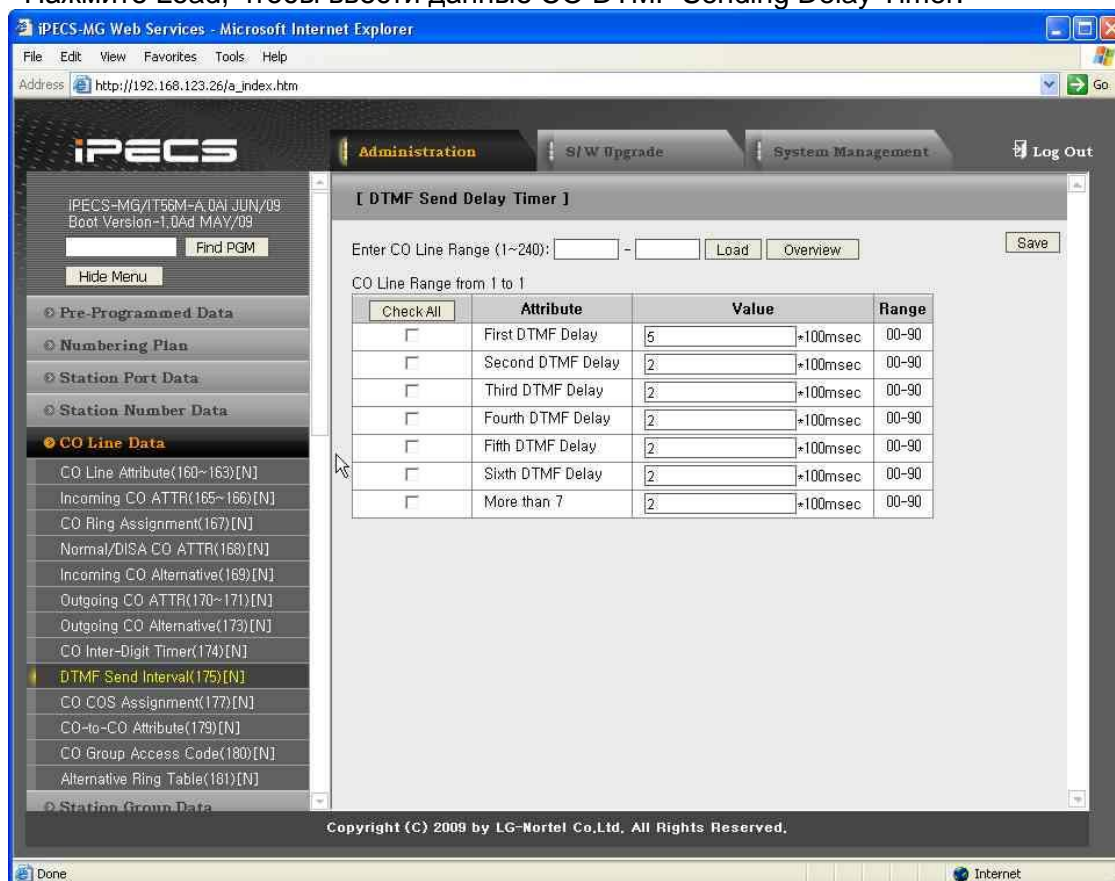 Нажмите Load, чтобы ввести данные CO DTMF Sending Delay Timer.
iPECS-MG Web Services - Microsoft Internet Explorer
File Edit View Favorites Tools Help
Address http://192.168.123.26/a_index.htm Go
iPECS
Administration S/W Upgrade System Management Log Out
iPECS-MG/IT56M-A.0Al JUN/09
Boot Version-1.0Ad MAY/09
Find PGM
Hide Menu
Pre-Programmed Data
Numbering Plan
Station Port Data
Station Number Data
CO Line Data
CO Line Attribute(160~163)[N]
Incoming CO ATTR(165~166)[N]
CO Ring Assignment(167)[N]
Normal/DISA CO ATTR(168)[N]
Incoming CO Alternative(169)[N]
Outgoing CO ATTR(170~171)[N]
Outgoing CO Alternative(173)[N]
CO Inter-Digit Timer(174)[N]
DTMF Send Interval(175)[N]
CO COS Assignment(177)[N]
CO-to-CO Attribute(179)[N]
CO Group Access Code(180)[N]
Alternative Ring Table(181)[N]
Station Group Data
[ DTMF Send Delay Timer ]
Enter CO Line Range (1~240): - Load Overview Save
CO Line Range from 1 to 1
Check All Attribute Value Range
First DTMF Delay 5 *100msec 00-90
Second DTMF Delay 2 *100msec 00-90
Third DTMF Delay 2 *100msec 00-90
Fourth DTMF Delay 2 *100msec 00-90
Fifth DTMF Delay 2 *100msec 00-90
Sixth DTMF Delay 2 *100msec 00-90
More than 7 2 *100msec 00-90
Copyright (C) 2009 by LG-Nortel Co,Ltd, All Rights Reserved,
Done Internet